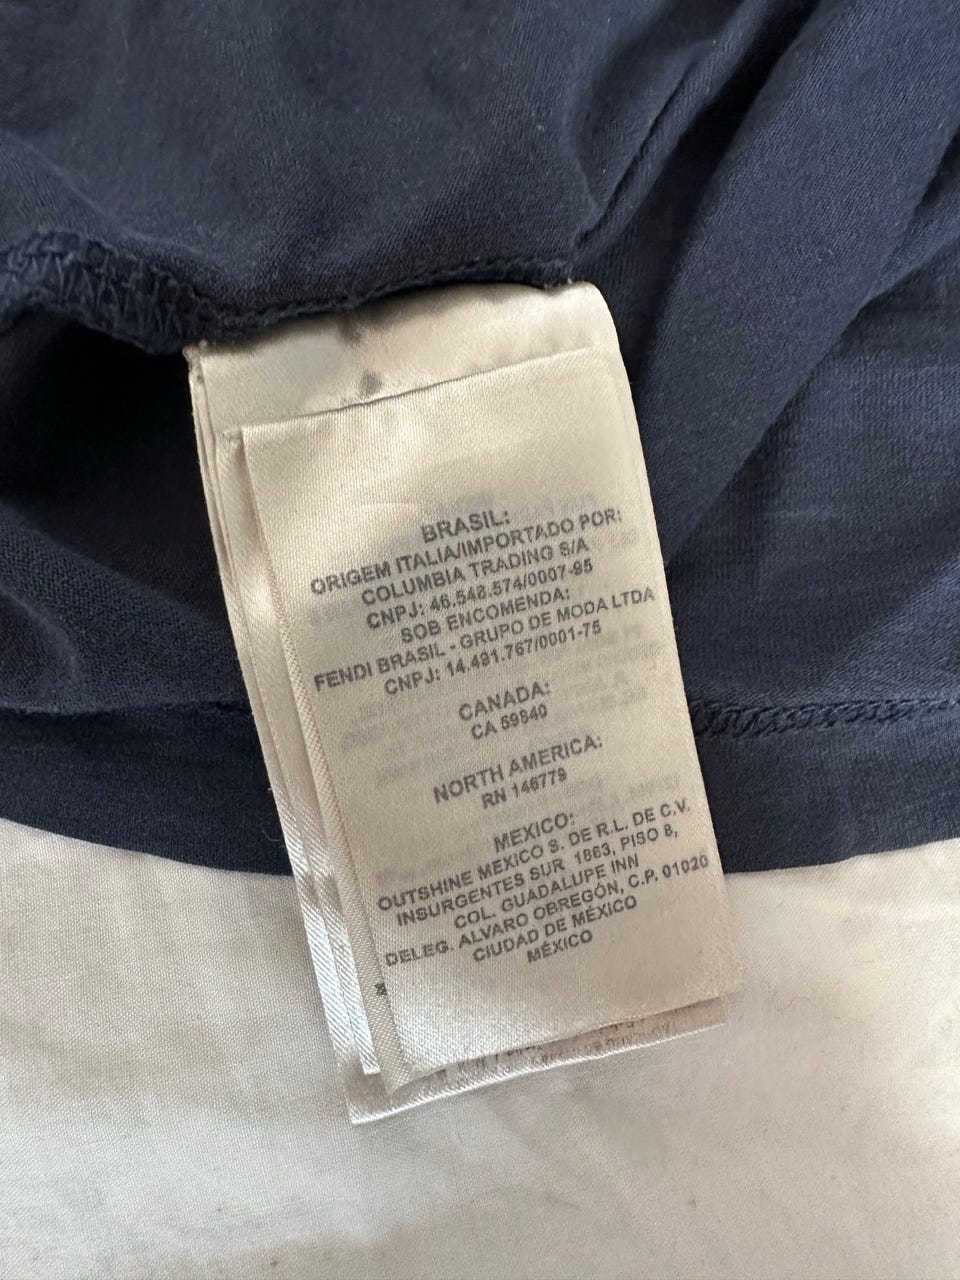 BRASIL:
ORIGEM ITALIA/IMPORTADO POR:
COLUMBIA TRADING S/A
CNPJ: 46.548.574/0007-95
SOB ENCOMENDA:
FENDI BRASIL - GRUPO DE MODA LTDA
CNPJ: 14.491.767/0001-75
CANADA:
CA 59840
NORTH AMERICA:
RN 146779
MEXICO:
OUTSHINE MEXICO S. DE R.L. DE C.V.
INSURGENTES SUR 1863, PISO 8,
COL. GUADALUPE INN
DELEG. ALVARO OBREGÓN, C.P. 01020
CIUDAD DE MÉXICO
MÉXICO